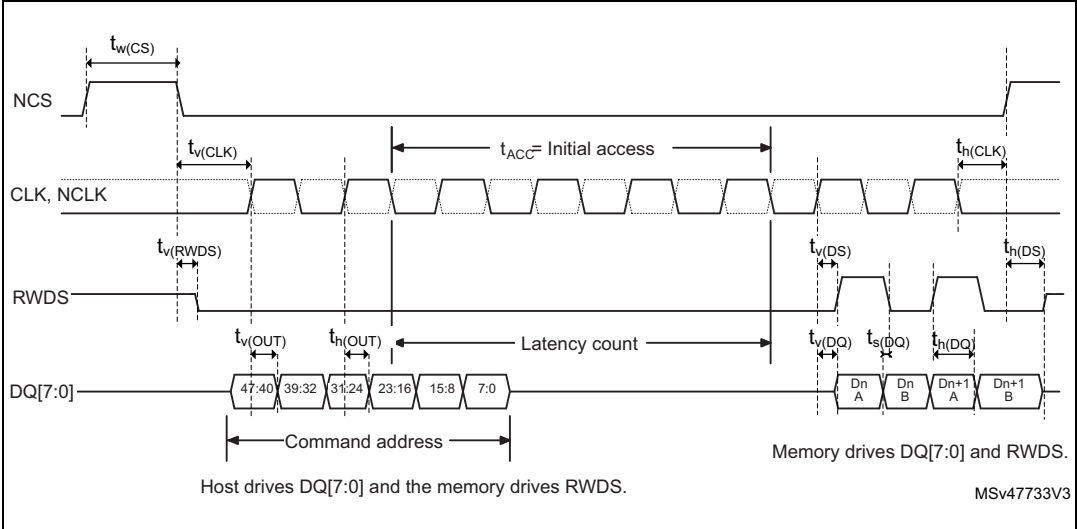 tw(CS)
NCS
tv(CLK)
tACC= Initial access
th(CLK)
CLK, NCLK
tv(RWDS)
tv(DS)
th(DS)
RWDS
tv(OUT)
th(OUT)
Latency count
tv(DQ)
ts(DQ)
th(DQ)
DQ[7:0]
47:40
39:32
31:24
23:16
15:8
7:0
Dn
A
Dn
B
Dn+1
A
Dn+1
B
Command address
Memory drives DQ[7:0] and RWDS.
Host drives DQ[7:0] and the memory drives RWDS.
MSv47733V3